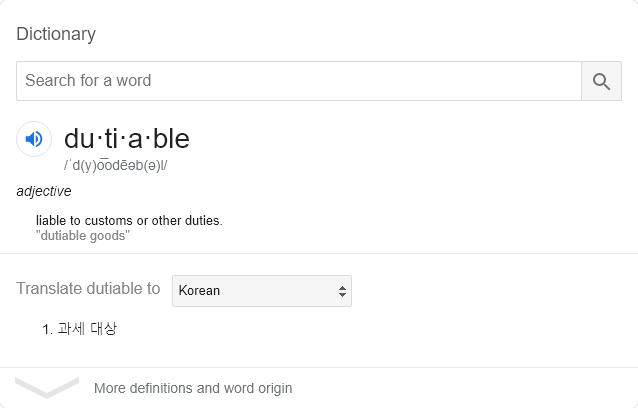 Dictionary
Search for a word
du·ti·a·ble
/ˈd(y)o͞odēəb(ə)l/
adjective
liable to customs or other duties.
"dutiable goods"
Translate dutiable to Korean
1. 과세 대상
More definitions and word origin